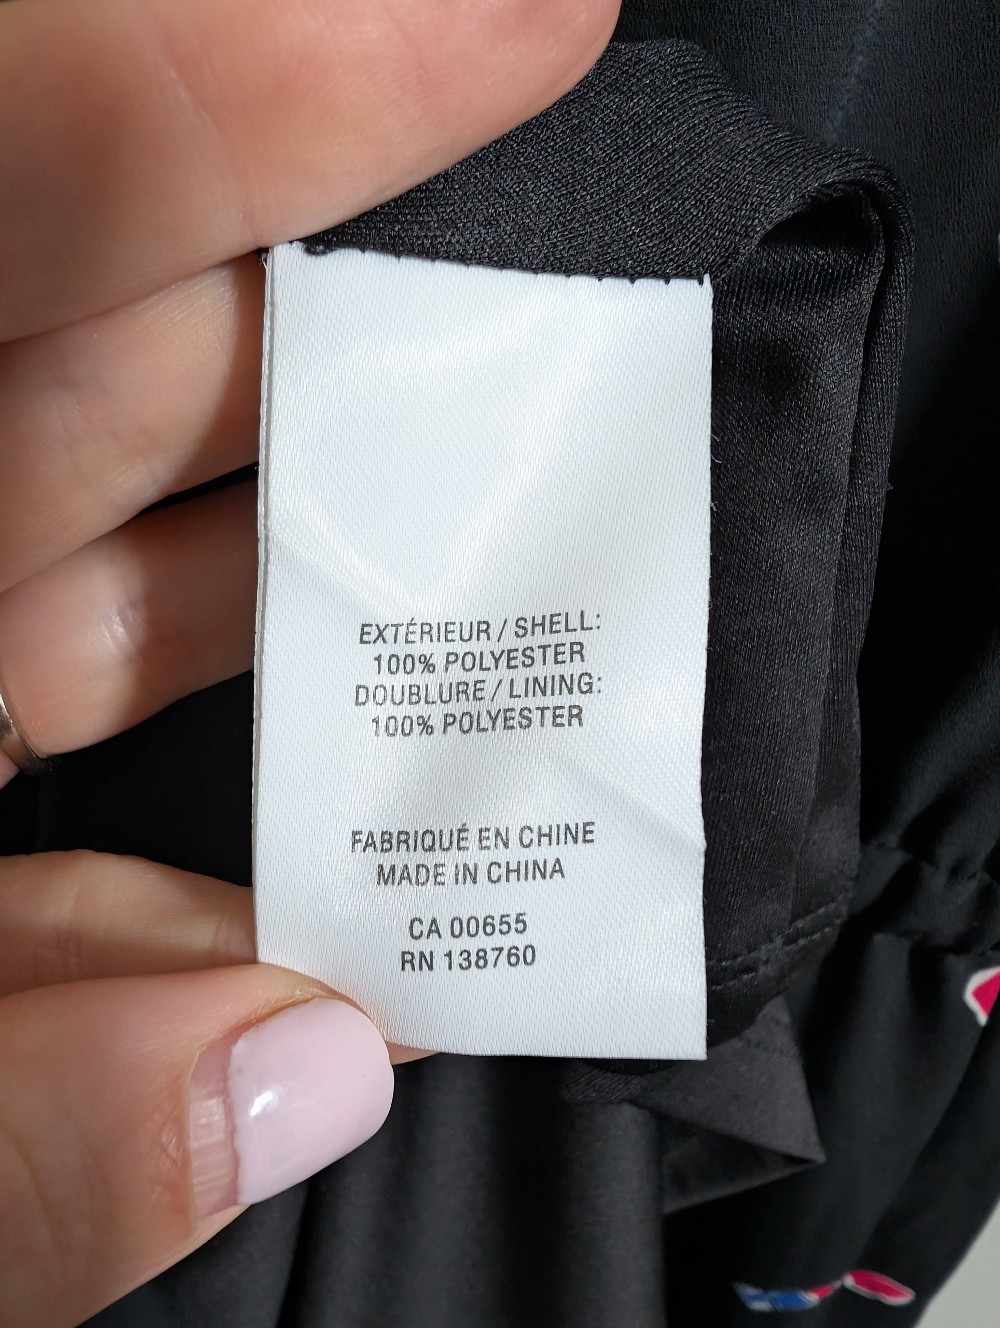 EXTÉRIEUR / SHELL:
100% POLYESTER
DOUBLURE / LINING:
100% POLYESTER
FABRIQUÉ EN CHINE
MADE IN CHINA
CA 00655
RN 138760